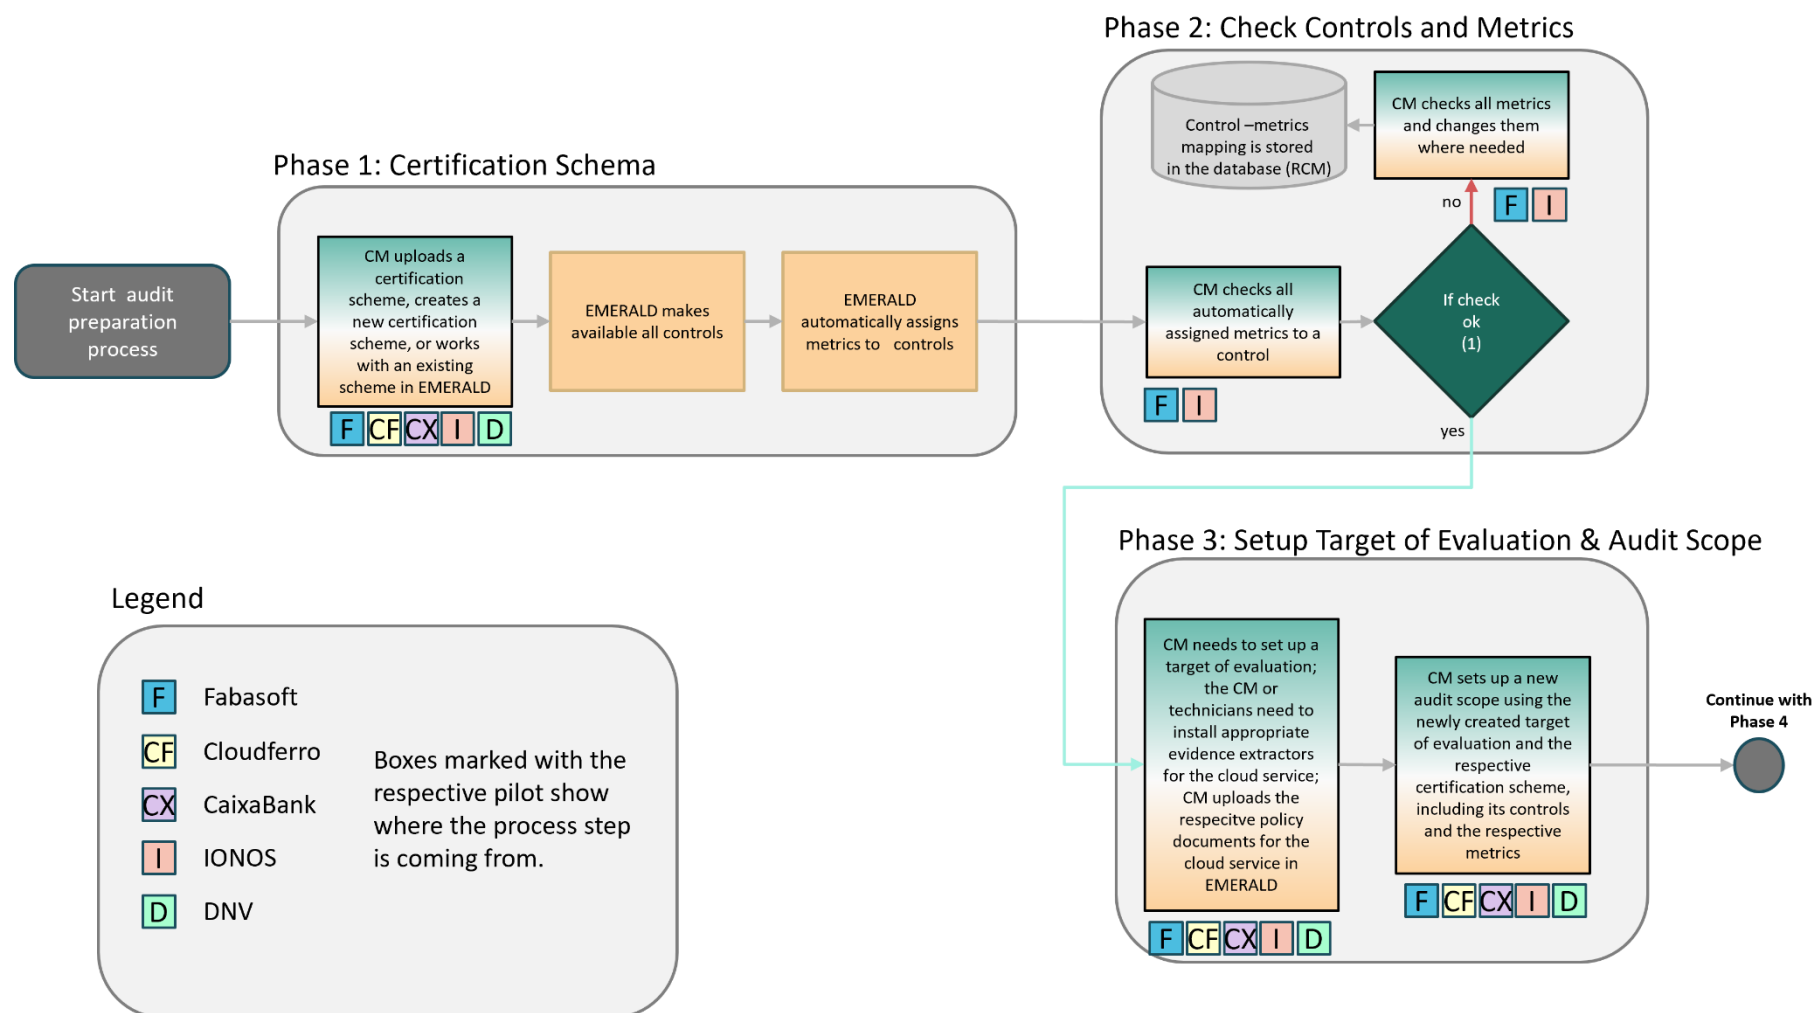 Phase 1: Certification Schema
Start audit
preparation
process
CM uploads a
certification
scheme, creates a
new certification
scheme, or works
with an existing
scheme in EMERALD
F CF CX I D
EMERALD makes
available all controls
EMERALD
automatically assigns
metrics to controls
Phase 2: Check Controls and Metrics
Control –metrics
mapping is stored
in the database (RCM)
CM checks all metrics
and changes them
where needed
F I
no
CM checks all
automatically
assigned metrics to a
control
F I
If check
ok
(1)
yes
Phase 3: Setup Target of Evaluation & Audit Scope
CM needs to set up a
target of evaluation;
the CM or
technicians need to
install appropriate
evidence extractors
for the cloud service;
CM uploads the
respecitve policy
documents for the
cloud service in
EMERALD
F CF CX I D
CM sets up a new
audit scope using the
newly created target
of evaluation and the
respective
certification scheme,
including its controls
and the respective
metrics
F CF CX I D
Continue with
Phase 4
Legend
F Fabasoft
CF Cloudferro
CX CaixaBank
I IONOS
D DNV
Boxes marked with the
respective pilot show
where the process step
is coming from.